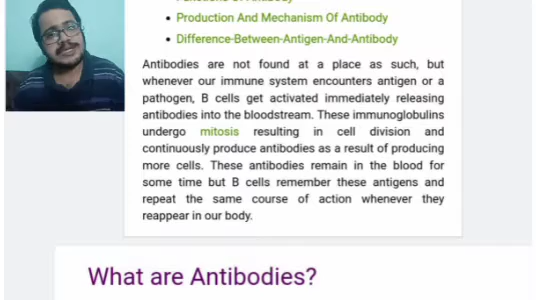 Functions Of Antibody
Production And Mechanism Of Antibody
Difference-Between-Antigen-And-Antibody
Antibodies are not found at a place as such, but
whenever our immune system encounters antigen or a
pathogen, B cells get activated immediately releasing
antibodies into the bloodstream. These immunoglobulins
undergo mitosis resulting in cell division and
continuously produce antibodies as a result of producing
more cells. These antibodies remain in the blood for
some time but B cells remember these antigens and
repeat the same course of action whenever they
reappear in our body.
What are Antibodies?